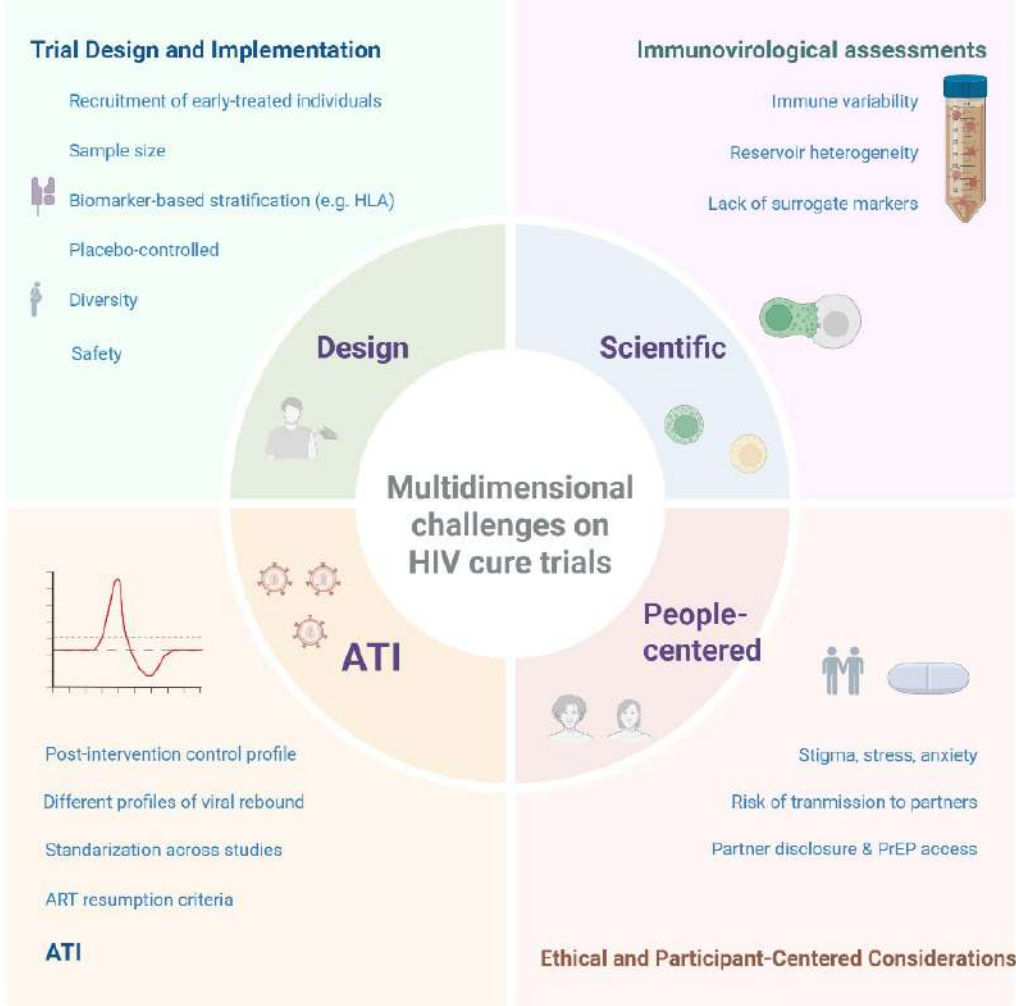 Trial Design and Implementation
Recruitment of early-treated individuals
Sample size
Biomarker-based stratification (e.g. HLA)
Placebo-controlled
Diversity
Safety
Immunovirological assessments
Immune variability
Reservoir heterogeneity
Lack of surrogate markers
Design
Scientific
Multidimensional
challenges on
HIV cure trials
ATI
People-
centered
Post-intervention control profile
Different profiles of viral rebound
Standarization across studies
ART resumption criteria
ATI
Stigma, stress, anxiety
Risk of tranmission to partners
Partner disclosure & PrEP access
Ethical and Participant-Centered Considerations